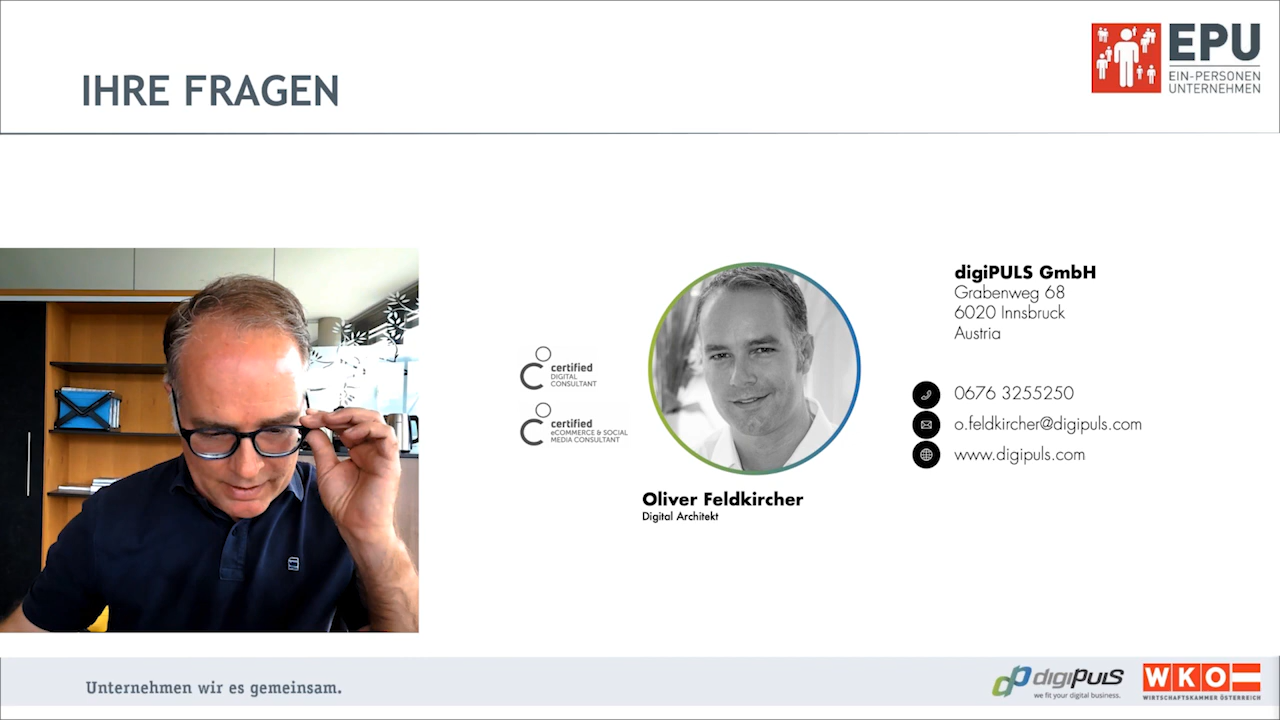 IHRE FRAGEN
EPU
EIN-PERSONEN
UNTERNEHMEN
certified
DIGITAL
CONSULTANT
certified
eCOMMERCE & SOCIAL
MEDIA CONSULTANT
Oliver Feldkircher
Digital Architekt
digiPULS GmbH
Grabenweg 68
6020 Innsbruck
Austria
0676 3255250
o.feldkircher@digipuls.com
www.digipuls.com
Unternehmen wir es gemeinsam.
digiPULS
we fit your digital business.
WKO
WIRTSCHAFTSKAMMER ÖSTERREICH